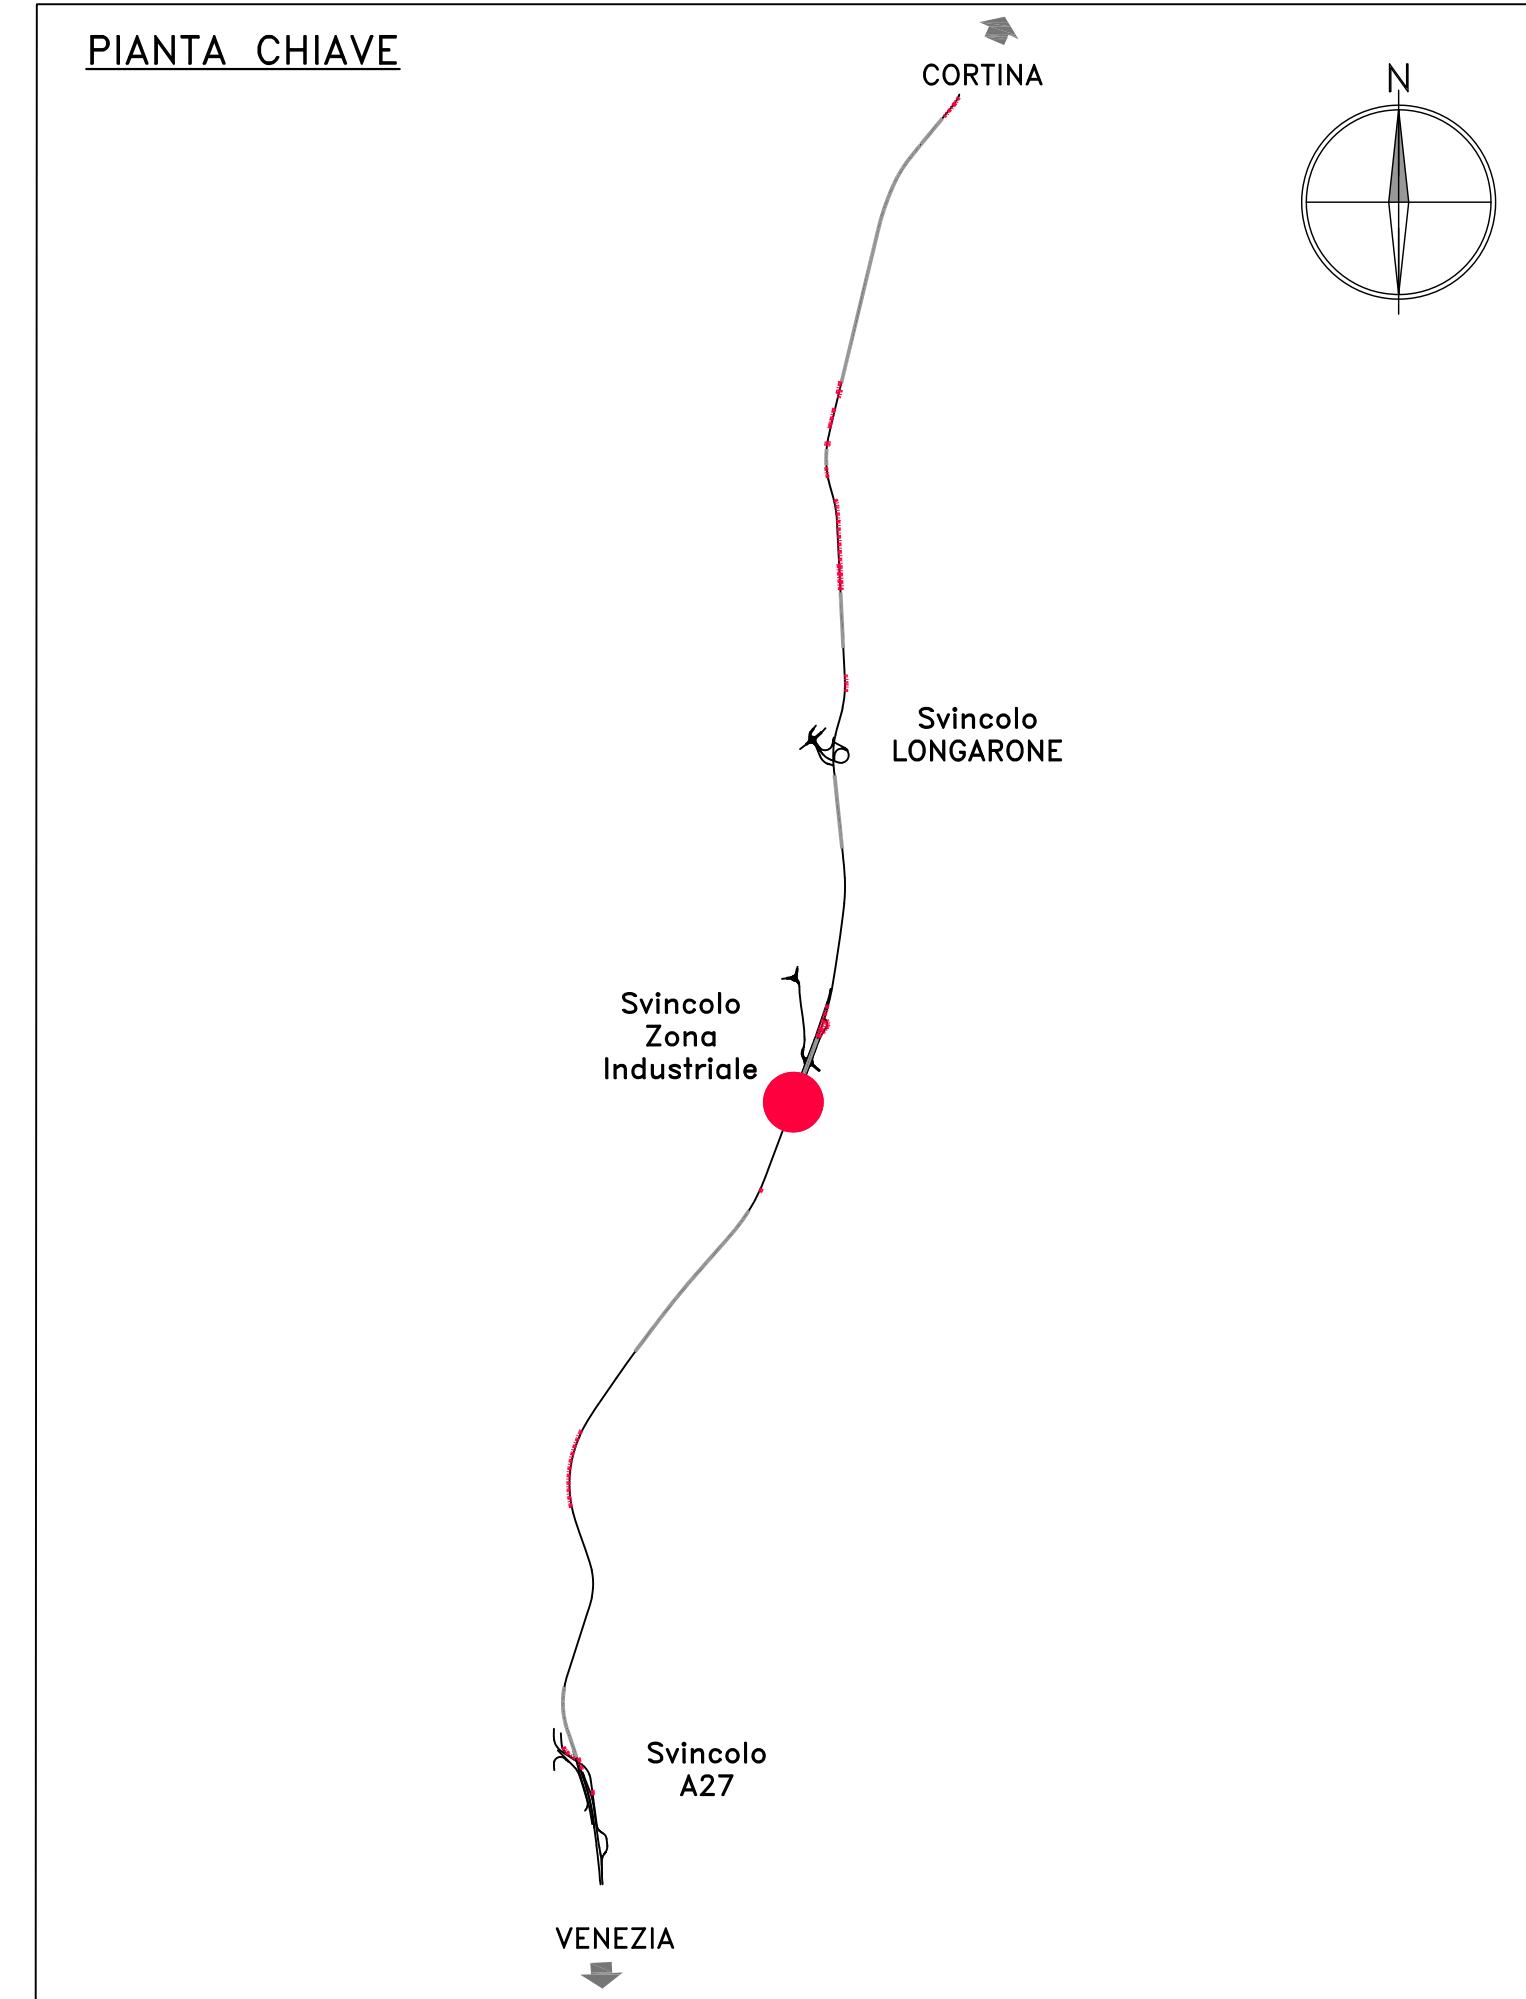 PIANTA CHIAVE
CORTINA
N
Svincolo
LONGARONE
Svincolo
Zona
Industriale
Svincolo
A27
VENEZIA